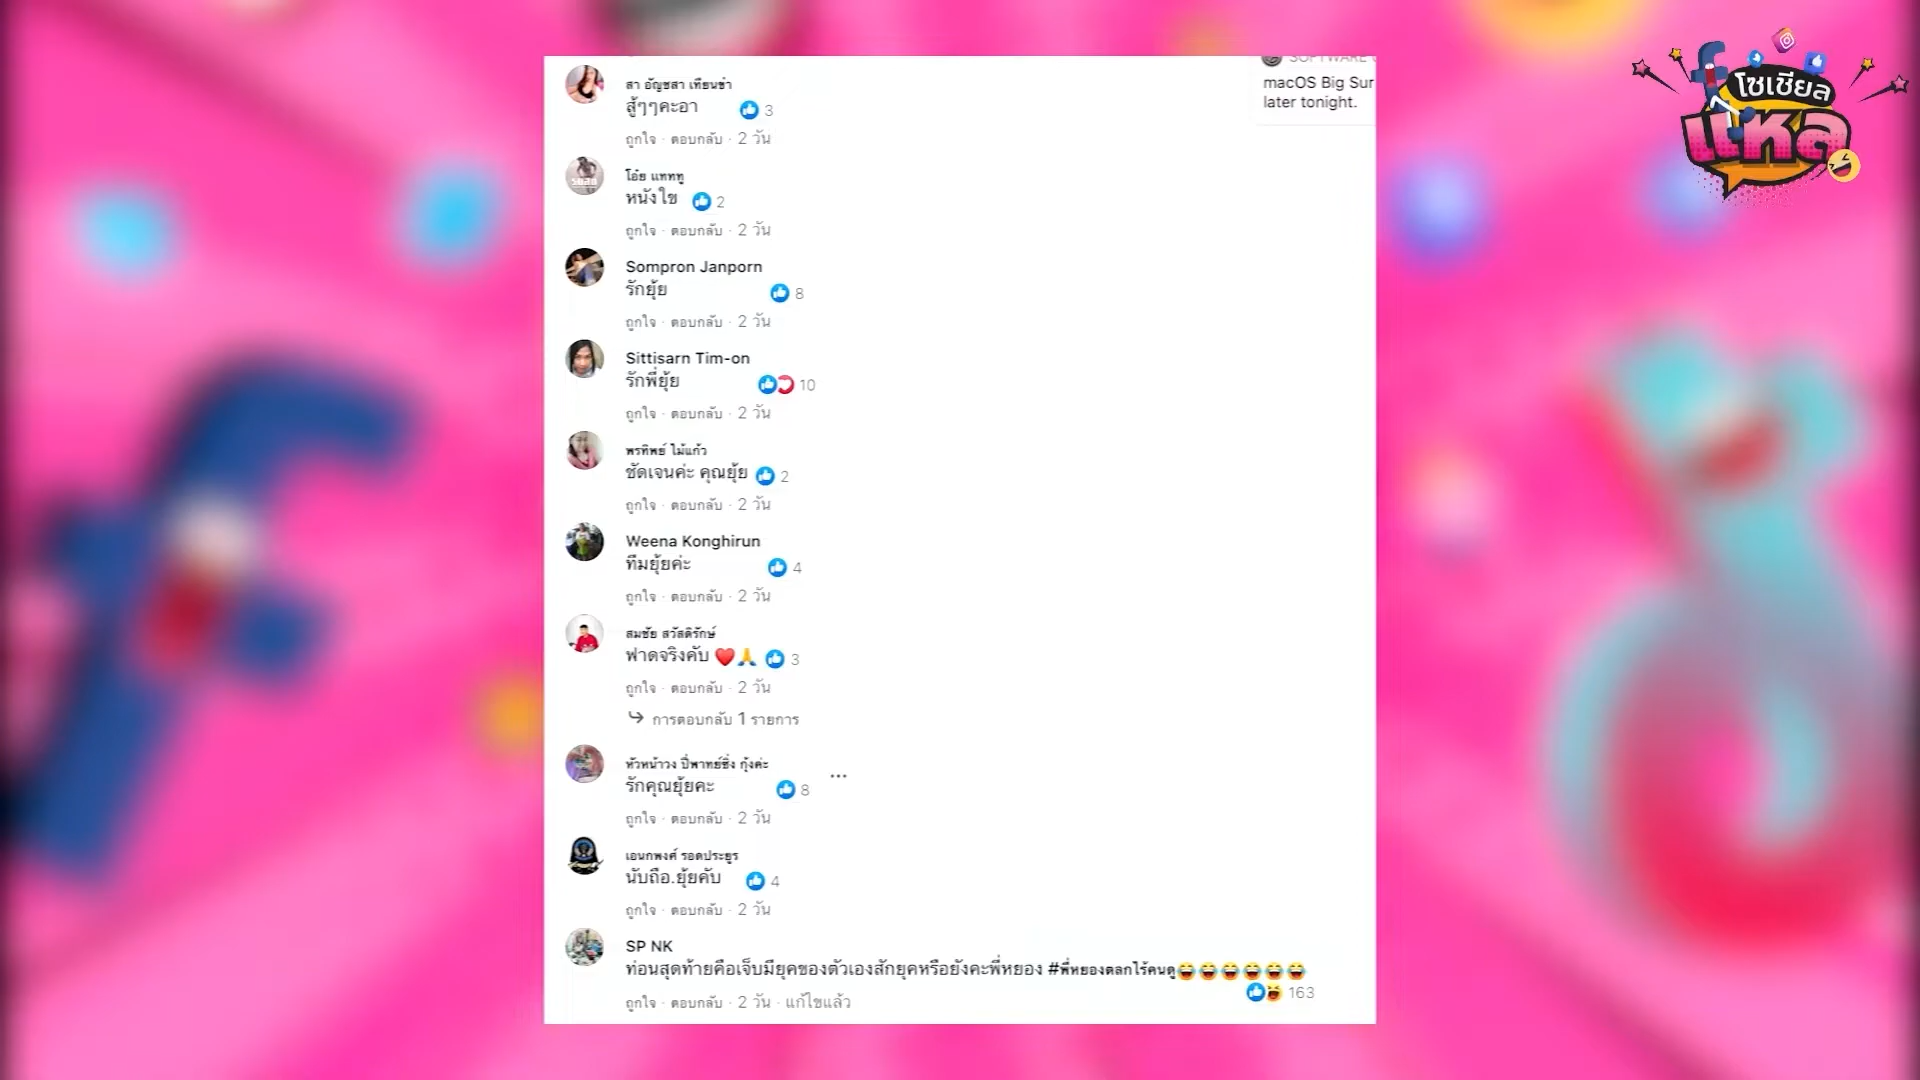 สา อัญชสา เทียนขำ
สู้ๆๆคะอา 3
ถูกใจ · ตอบกลับ · 2 วัน
โอ๋ย แททู
หนังใข 2
ถูกใจ · ตอบกลับ · 2 วัน
Sompron Janporn
รักยุ้ย 8
ถูกใจ · ตอบกลับ · 2 วัน
Sittisarn Tim-on
รักพี่ยุ้ย 10
ถูกใจ · ตอบกลับ · 2 วัน
พรทิพย์ ไม้แก้ว
ชัดเจนค่ะ คุณยุ้ย 2
ถูกใจ · ตอบกลับ · 2 วัน
Weena Konghirun
ทีมยุ้ยค่ะ 4
ถูกใจ · ตอบกลับ · 2 วัน
สมชัย สวัสดิรักษ์
ฟาดจริงคับ ❤️🙏 3
ถูกใจ · ตอบกลับ · 2 วัน
การตอบกลับ 1 รายการ
หัวหน้าวง ปี่พาทย์ซิ่ง กุ้งค่ะ
รักคุณยุ้ยคะ 8
ถูกใจ · ตอบกลับ · 2 วัน
เอนกพงศ์ รอดประยูร
นับถือ.ยุ้ยคับ 4
ถูกใจ · ตอบกลับ · 2 วัน
SP NK
ท่อนสุดท้ายคือเจ็บมียุคของตัวเองสักยุคหรือยังคะพี่หยอง #พี่หยองตลกไร้คนดู😂😂😂😂😂😂
163
ถูกใจ · ตอบกลับ · 2 วัน · แก้ไขแล้ว
macOS Big Sur
later tonight.
โซเชียล
แหล